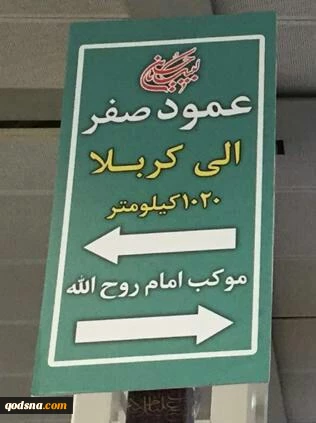 لبیک یا حسین
عمود صفر
الی کربلا
۱۰۲۰ کیلومتر
موکب امام روح الله
qodsna.com